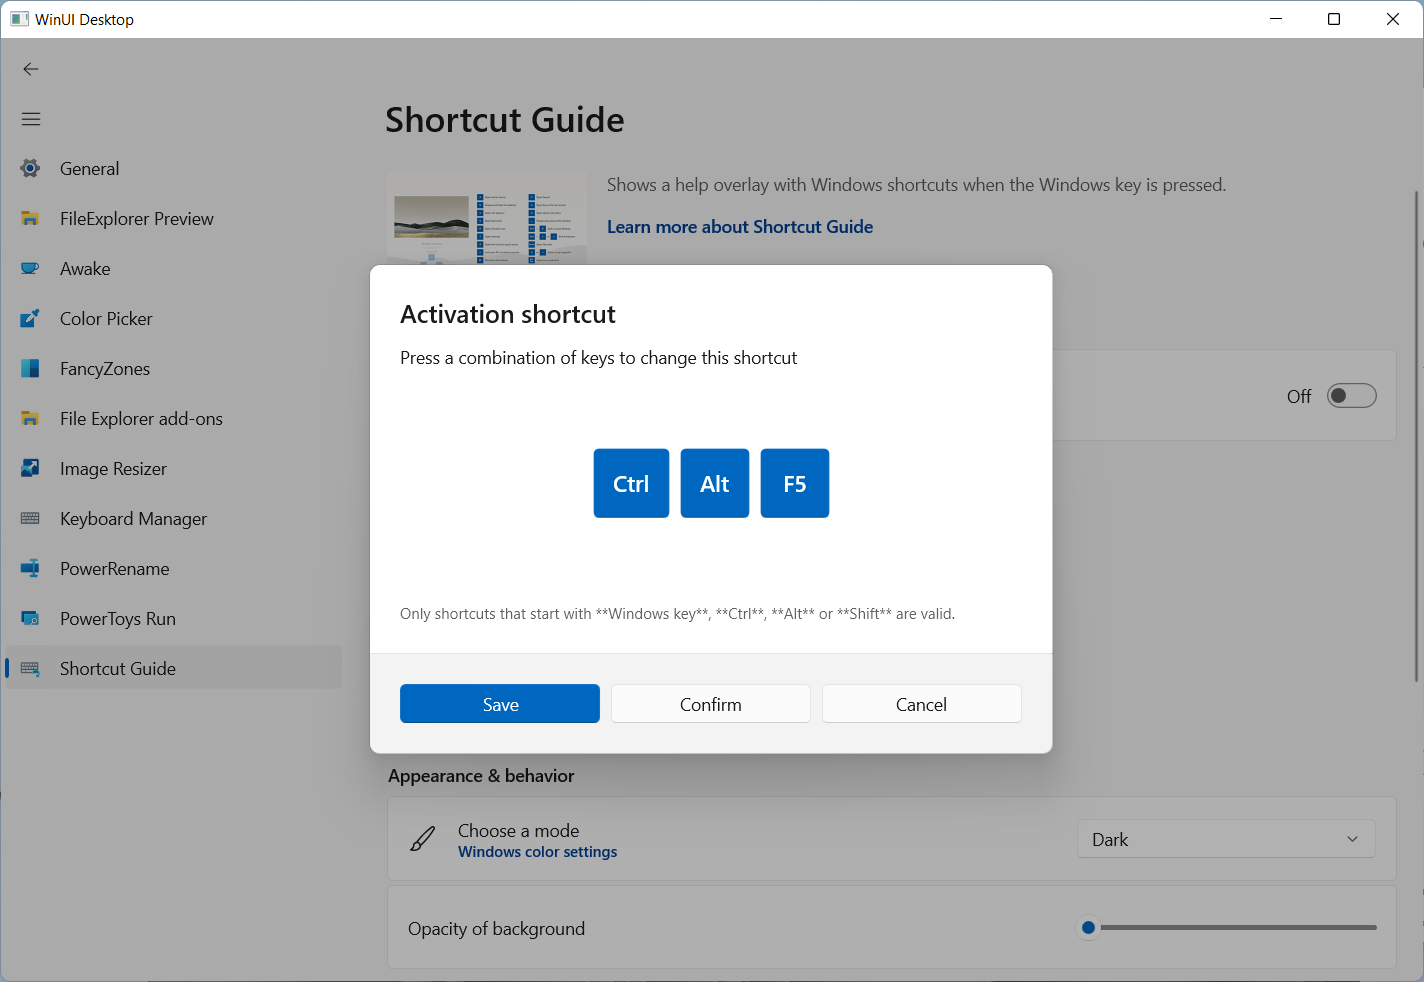 WinUI Desktop
Shortcut Guide
General
FileExplorer Preview
Awake
Color Picker
FancyZones
File Explorer add-ons
Image Resizer
Keyboard Manager
PowerRename
PowerToys Run
Shortcut Guide
Shows a help overlay with Windows shortcuts when the Windows key is pressed.
Learn more about Shortcut Guide
Off
Activation shortcut
Press a combination of keys to change this shortcut
Ctrl Alt F5
Only shortcuts that start with **Windows key**, **Ctrl**, **Alt** or **Shift** are valid.
Save Confirm Cancel
Appearance & behavior
Choose a mode
Windows color settings
Dark
Opacity of background